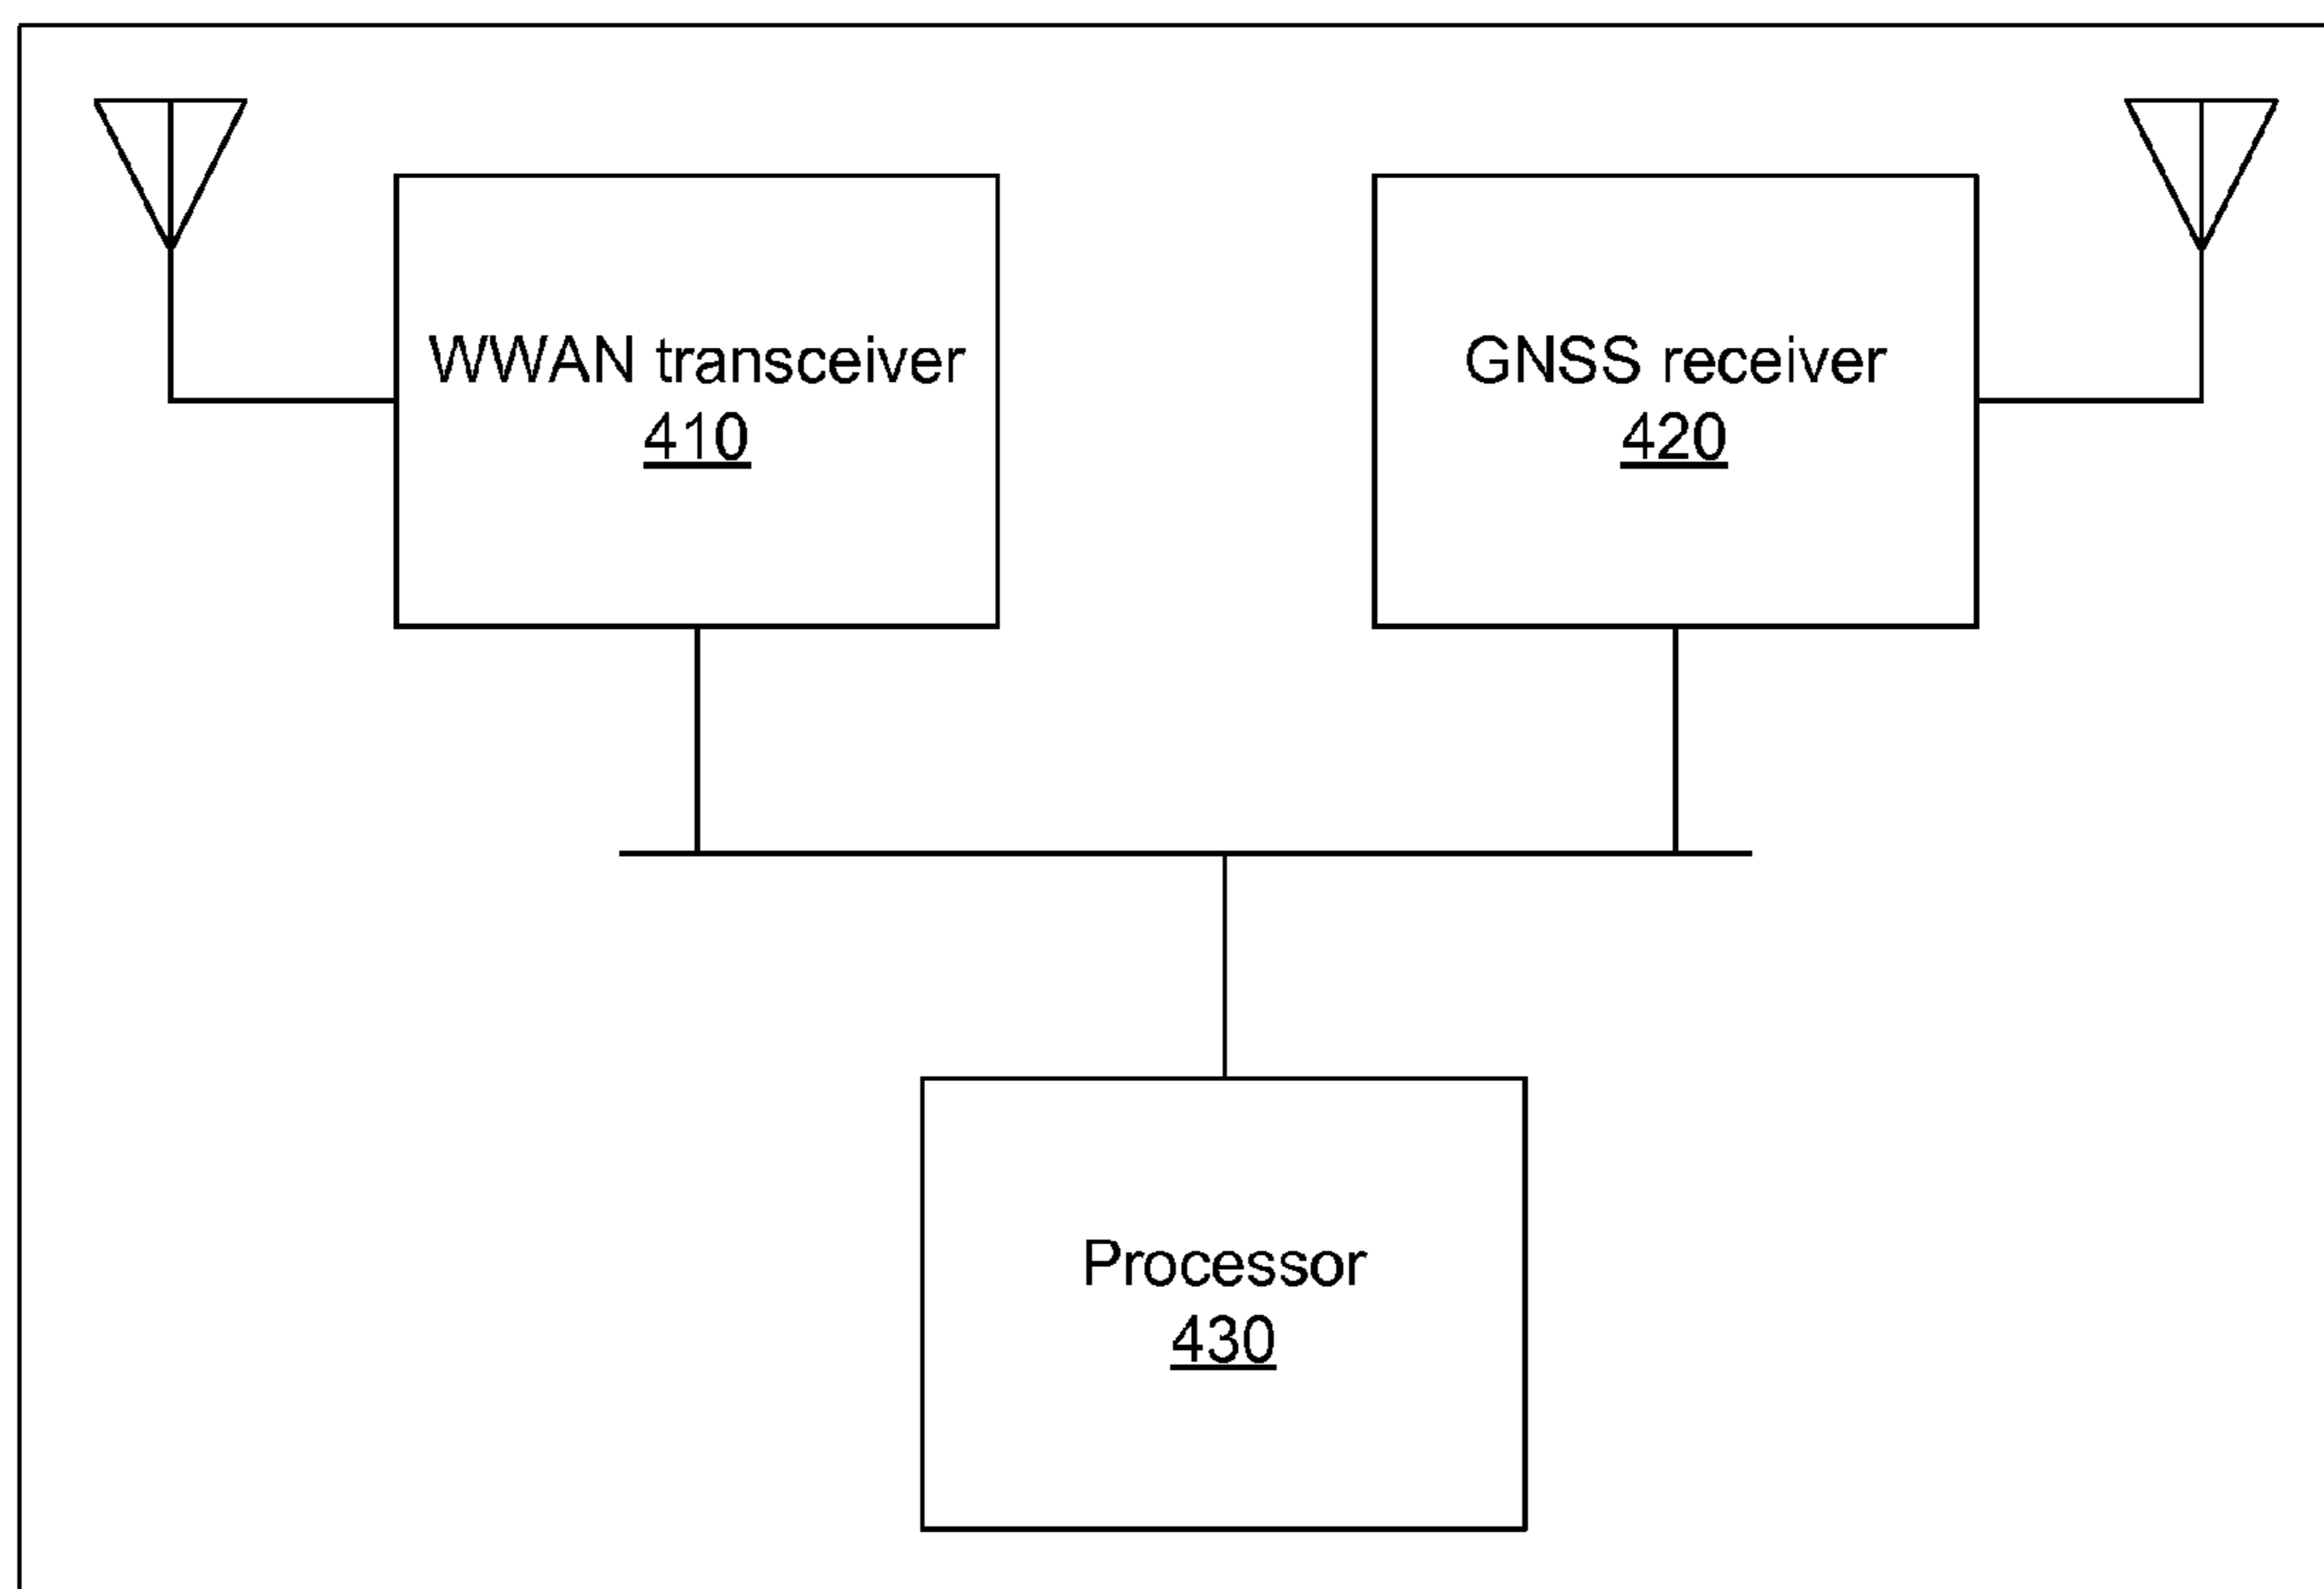 WWAN transceiver
410
GNSS receiver
420
Processor
430